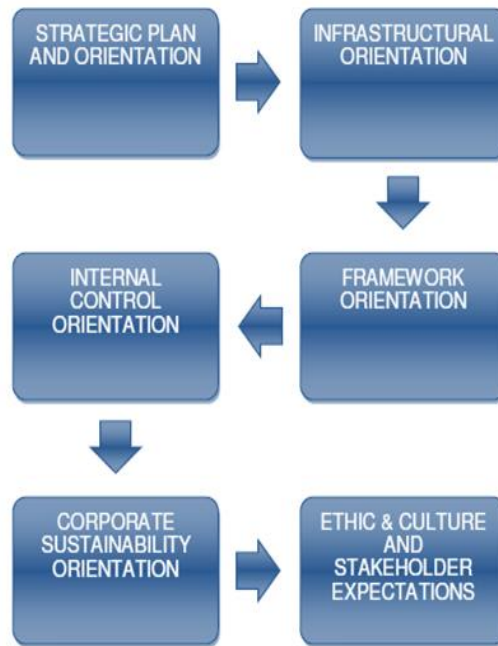 STRATEGIC PLAN
AND ORIENTATION
INFRASTRUCTURAL
ORIENTATION
INTERNAL
CONTROL
ORIENTATION
FRAMEWORK
ORIENTATION
CORPORATE
SUSTAINABILITY
ORIENTATION
ETHIC & CULTURE
AND
STAKEHOLDER
EXPECTATIONS